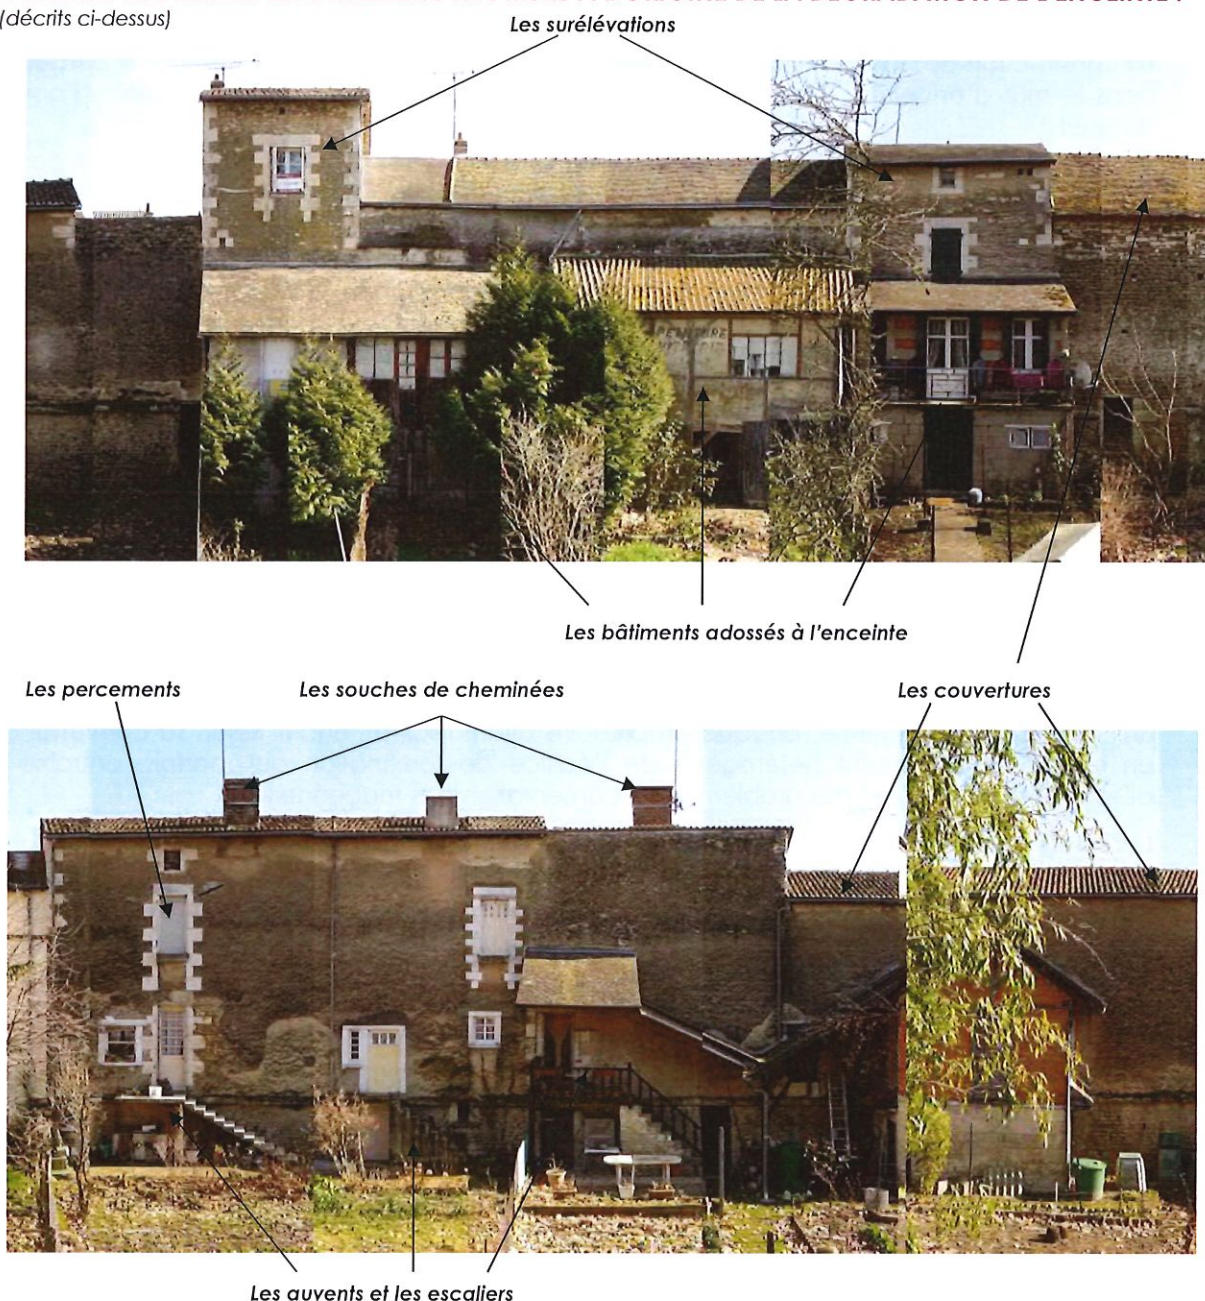 (décrits ci-dessus)
Les surélévations
PEINTURE
Les bâtiments adossés à l'enceinte
Les percements
Les souches de cheminées
Les couvertures
Les auvents et les escaliers